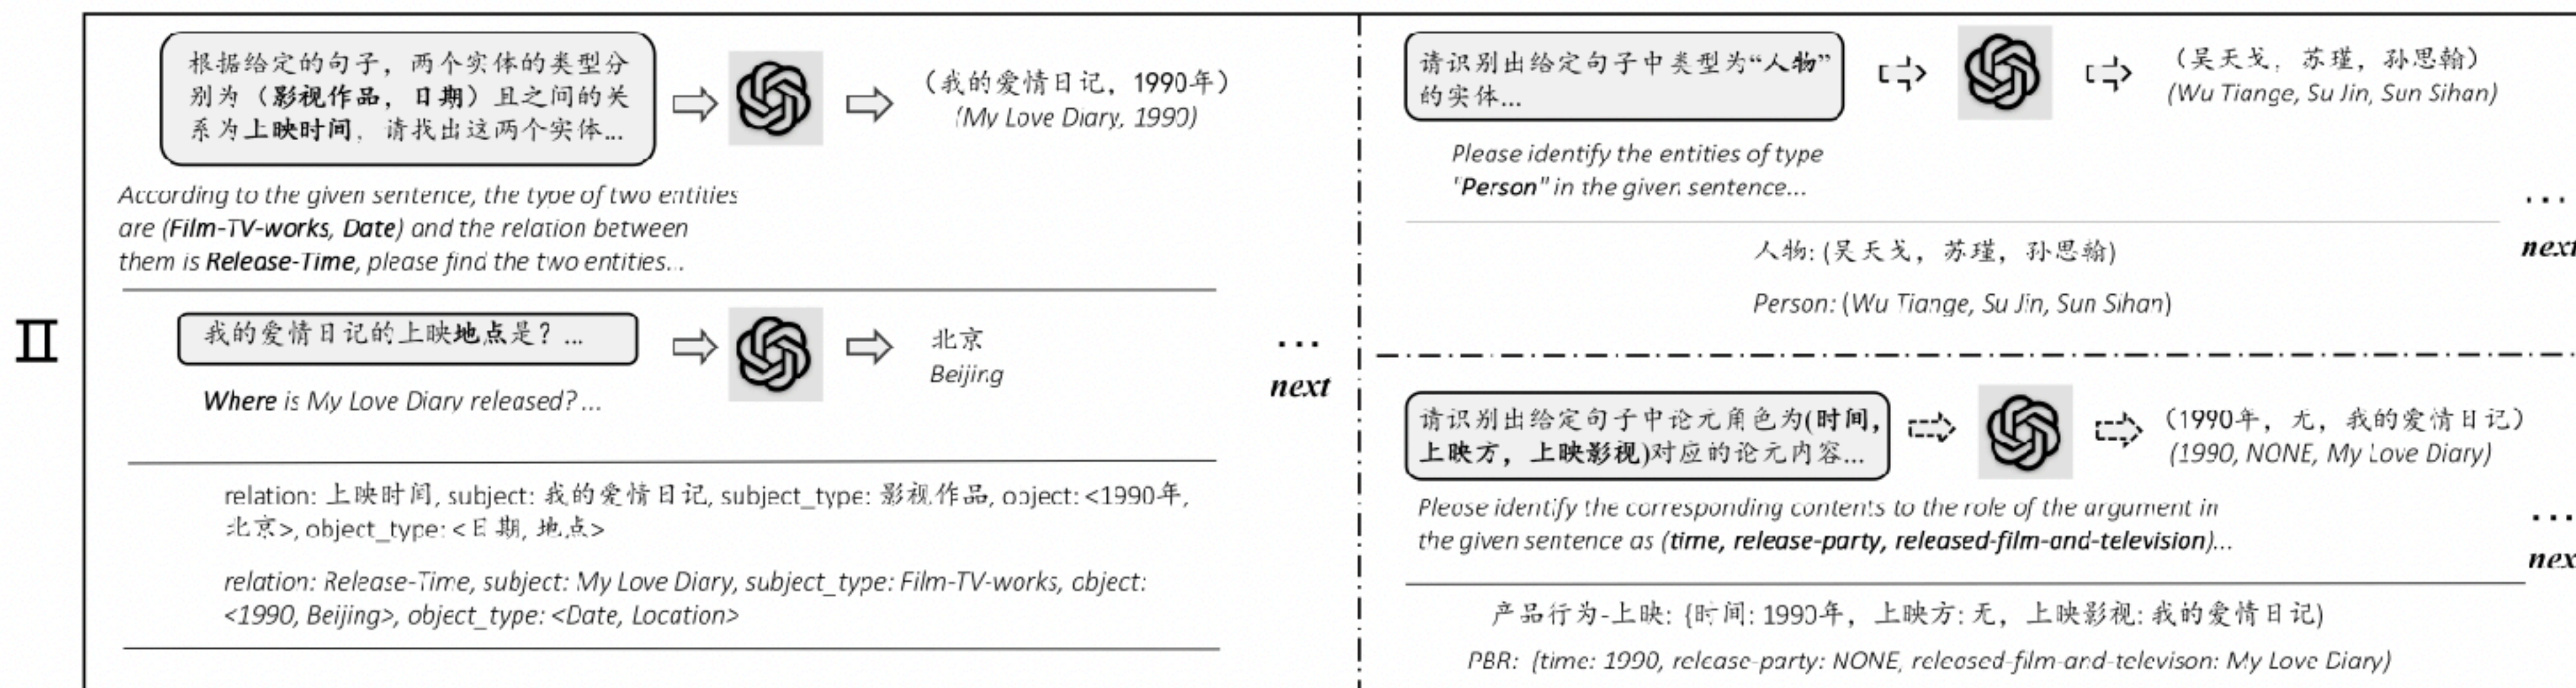 II
根据给定的句子，两个实体的类型分
别为（影视作品，日期）且之间的关
系为上映时间，请找出这两个实体...
（我的爱情日记，1990年）
(My Love Diary, 1990)
According to the given sentence, the type of two entities
are (Film-TV-works, Date) and the relation between
them is Release-Time, please find the two entities...
我的爱情日记的上映地点是？...
北京
Beijing
Where is My Love Diary released? ...
...
next
relation: 上映时间, subject: 我的爱情日记, subject_type: 影视作品, object: <1990年,
北京>, object_type: <日期, 地点>
relation: Release-Time, subject: My Love Diary, subject_type: Film-TV-works, object:
<1990, Beijing>, object_type: <Date, Location>
请识别出给定句子中类型为“人物”
的实体...
（吴天戈，苏瑾，孙思翰）
(Wu Tiange, Su Jin, Sun Sihan)
Please identify the entities of type
"Person" in the given sentence...
...
next
人物: (吴天戈，苏瑾，孙思翰)
Person: (Wu Tiange, Su Jin, Sun Sihan)
请识别出给定句子中论元角色为(时间,
上映方，上映影视)对应的论元内容...
（1990年，无，我的爱情日记）
(1990, NONE, My Love Diary)
Please identify the corresponding contents to the role of the argument in
the given sentence as (time, release-party, released-film-and-television)...
...
nex
产品行为-上映: {时间: 1990年，上映方: 无，上映影视: 我的爱情日记}
PBR: {time: 1990, release-party: NONE, released-film-and-televison: My Love Diary}